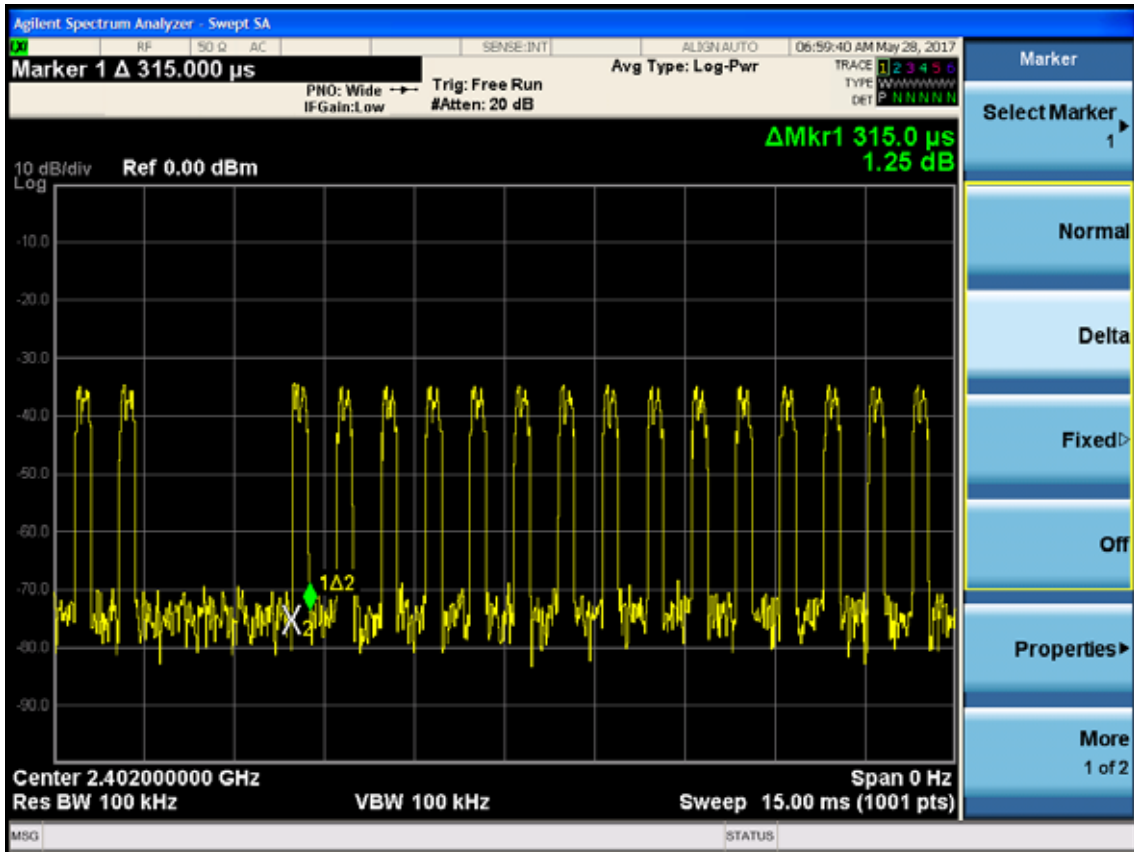 Agilent Spectrum Analyzer - Swept SA
RF 50 Ω AC SENSE:INT ALIGN AUTO 06:59:40 AM May 28, 2017
Marker 1 Δ 315.000 µs
PNO: Wide
IFGain:Low
Trig: Free Run
#Atten: 20 dB
Avg Type: Log-Pwr
TRACE 1 2 3 4 5 6
TYPE W
DET P N N N N N
ΔMkr1 315.0 µs
1.25 dB
10 dB/div Ref 0.00 dBm
Log
-10.0
-20.0
-30.0
-40.0
-50.0
-60.0
-70.0
-80.0
-90.0
1Δ2
X2
Center 2.402000000 GHz Span 0 Hz
Res BW 100 kHz VBW 100 kHz Sweep 15.00 ms (1001 pts)
MSG STATUS
Marker
Select Marker
1
Normal
Delta
Fixed
Off
Properties
More
1 of 2